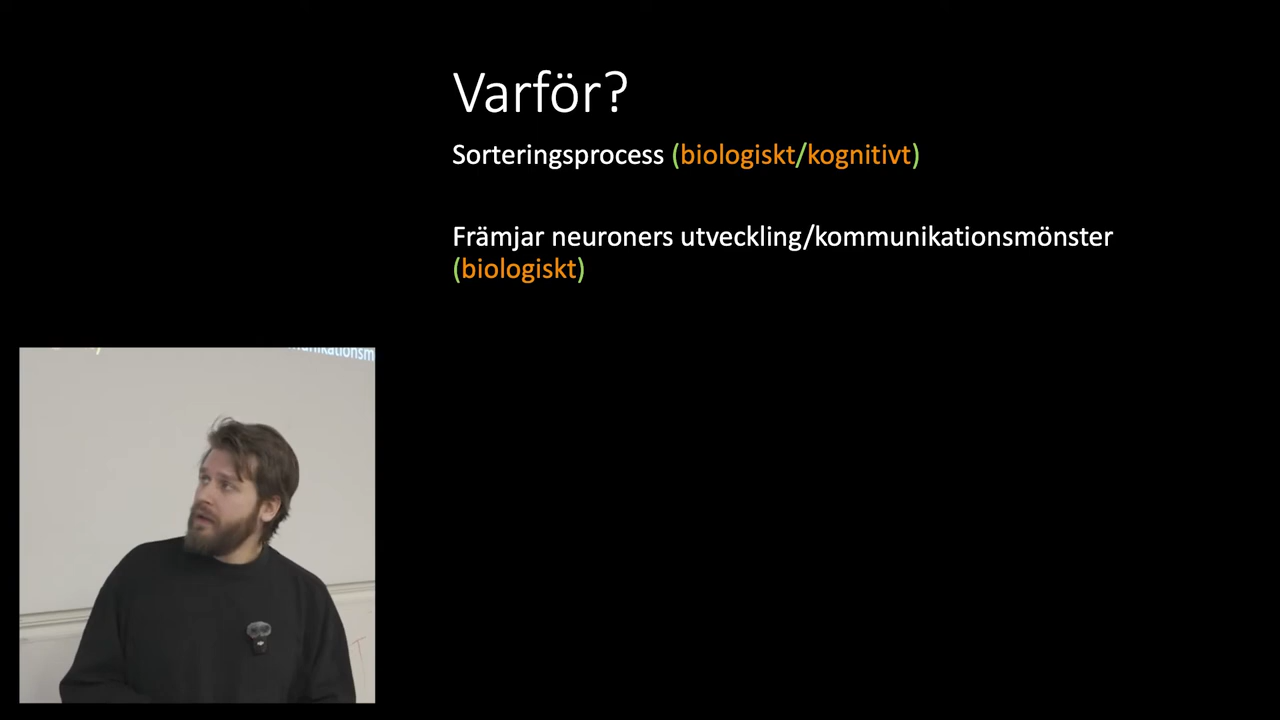 Varför?
Sorteringsprocess (biologiskt/kognitivt)
Främjar neuroners utveckling/kommunikationsmönster
(biologiskt)